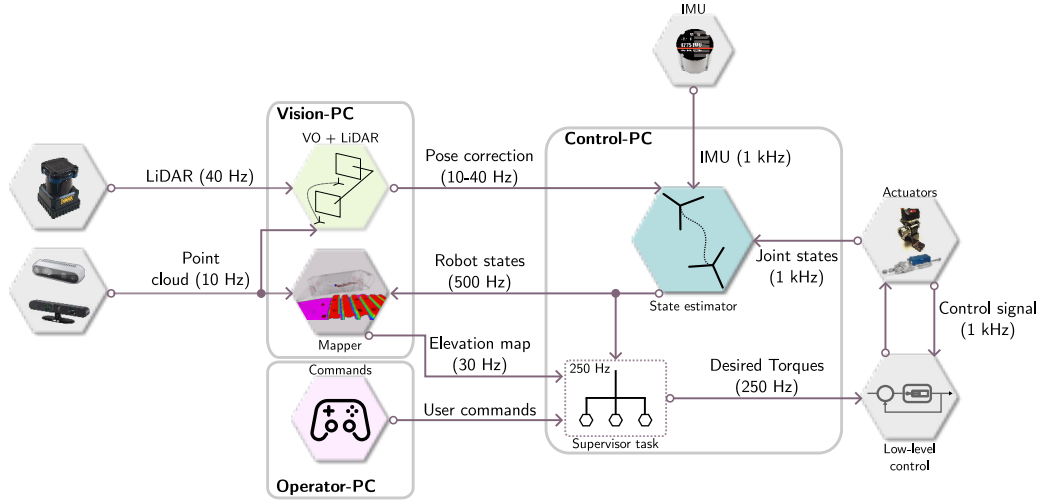 IMU
Vision-PC
VO + LiDAR
Control-PC
LiDAR (40 Hz)
Pose correction
(10-40 Hz)
IMU (1 kHz)
Actuators
Point
cloud (10 Hz)
Robot states
(500 Hz)
Joint states
(1 kHz)
State estimator
Control signal
(1 kHz)
Mapper
Elevation map
(30 Hz)
250 Hz
Desired Torques
(250 Hz)
Commands
User commands
Supervisor task
Low-level
control
Operator-PC